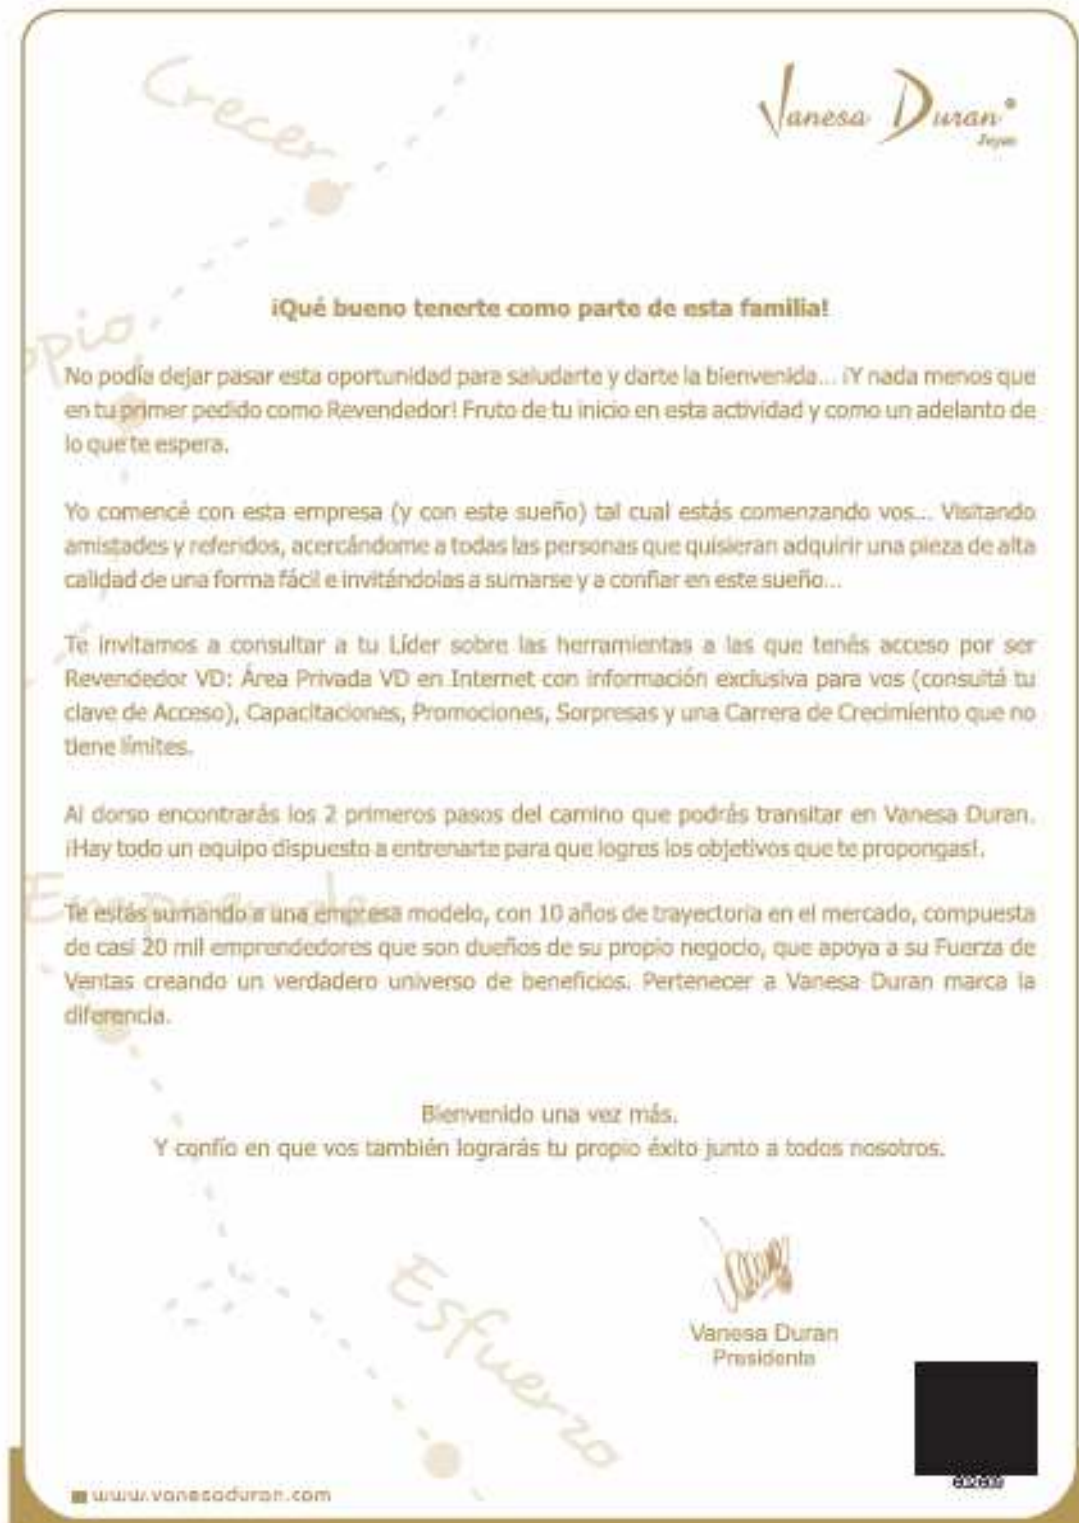 Crecer
Vanesa Duran®
Joyas
¡Qué bueno tenerte como parte de esta familia!
opio
No podía dejar pasar esta oportunidad para saludarte y darte la bienvenida... ¡Y nada menos que
en tu primer pedido como Revendedor! Fruto de tu inicio en esta actividad y como un adelanto de
lo que te espera.
Yo comencé con esta empresa (y con este sueño) tal cual estás comenzando vos... Visitando
amistades y referidos, acercándome a todas las personas que quisieran adquirir una pieza de alta
calidad de una forma fácil e invitándolas a sumarse y a confiar en este sueño...
Te invitamos a consultar a tu Líder sobre las herramientas a las que tenés acceso por ser
Revendedor VD: Área Privada VD en Internet con información exclusiva para vos (consultá tu
clave de Acceso), Capacitaciones, Promociones, Sorpresas y una Carrera de Crecimiento que no
tiene límites.
Al dorso encontrarás los 2 primeros pasos del camino que podrás transitar en Vanesa Duran.
¡Hay todo un equipo dispuesto a entrenarte para que logres los objetivos que te propongas!.
Te estás sumando a una empresa modelo, con 10 años de trayectoria en el mercado, compuesta
de casi 20 mil emprendedores que son dueños de su propio negocio, que apoya a su Fuerza de
Ventas creando un verdadero universo de beneficios. Pertenecer a Vanesa Duran marca la
diferencia.
Bienvenido una vez más.
Y confío en que vos también lograrás tu propio éxito junto a todos nosotros.
Esfuerzo
Vanesa Duran
Presidenta
www.vanesaduran.com